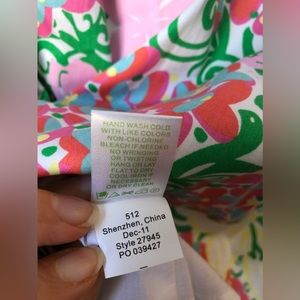 HAND WASH COLD
WITH LIKE COLORS
NON-CHLORINE
BLEACH IF NEEDED
NO WRINGING
OR TWISTING
HANG OR LAY
FLAT TO DRY
COOL IRON IF
NECESSARY
OR DRY CLEAN
512
Shenzhen, China
Dec-11
Style 27945
PO 039427